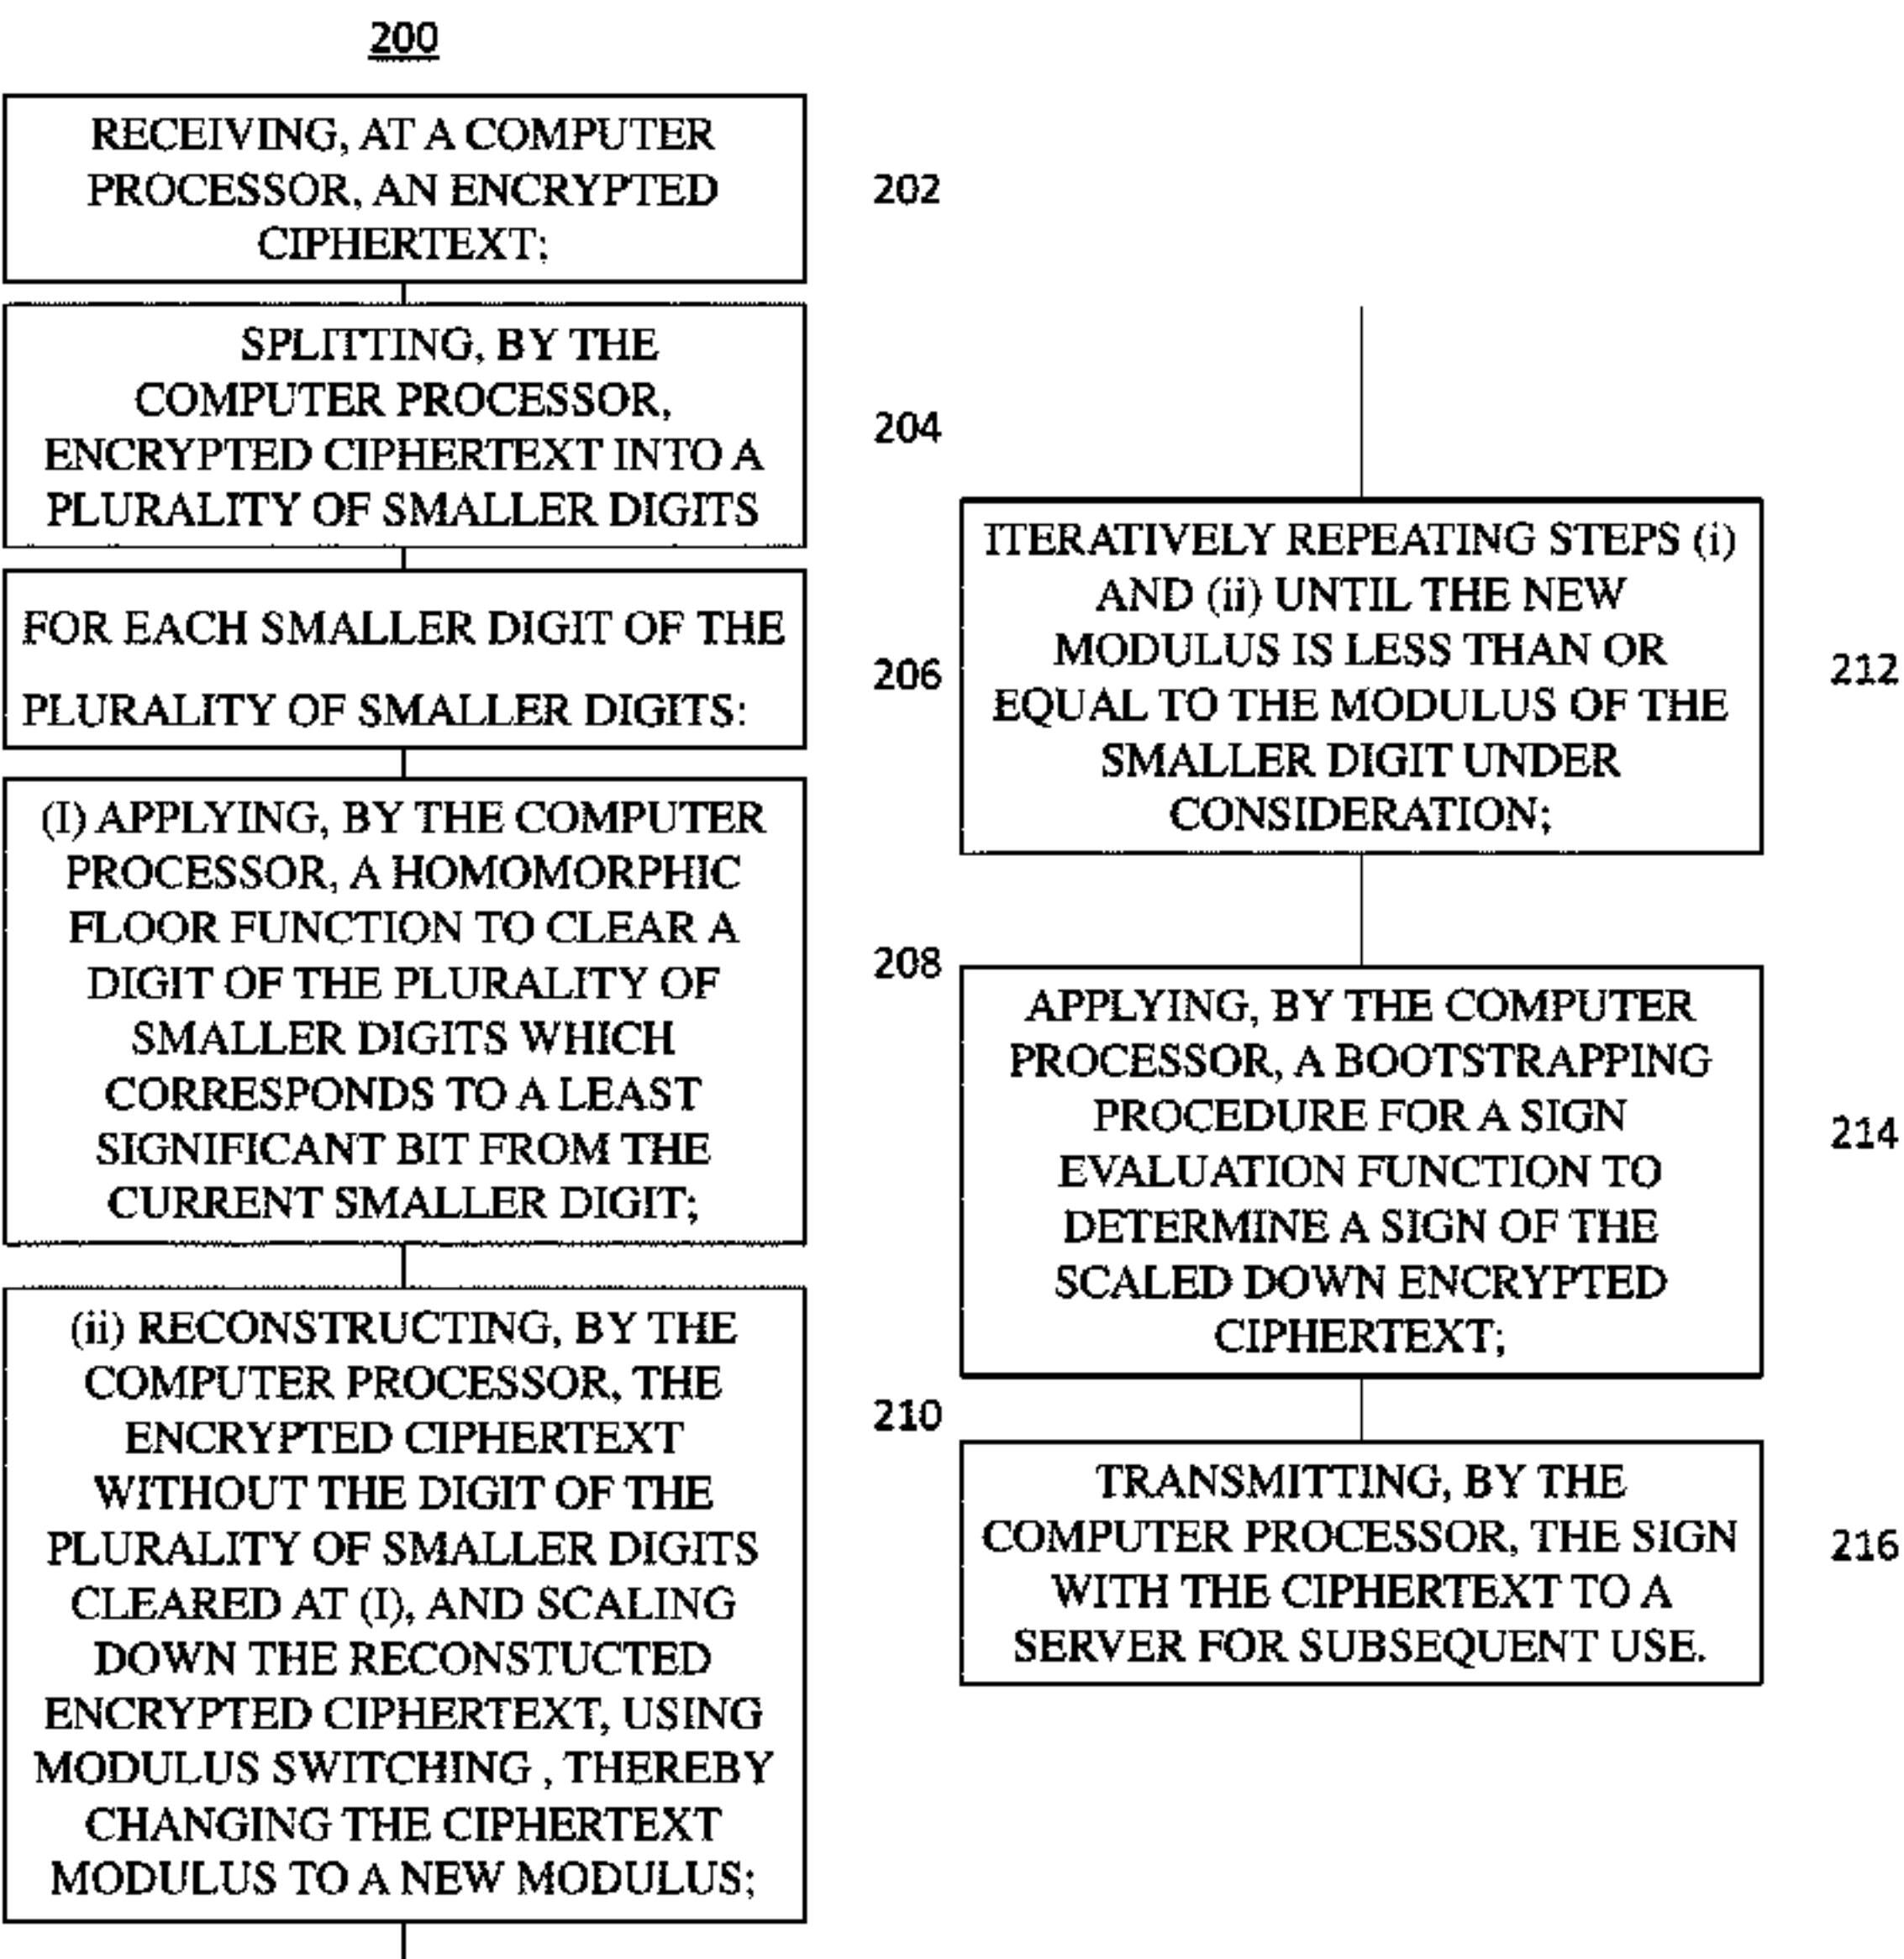 200
RECEIVING, AT A COMPUTER
PROCESSOR, AN ENCRYPTED
CIPHERTEXT;
202
SPLITTING, BY THE
COMPUTER PROCESSOR,
ENCRYPTED CIPHERTEXT INTO A
PLURALITY OF SMALLER DIGITS
204
FOR EACH SMALLER DIGIT OF THE
PLURALITY OF SMALLER DIGITS:
206
(I) APPLYING, BY THE COMPUTER
PROCESSOR, A HOMOMORPHIC
FLOOR FUNCTION TO CLEAR A
DIGIT OF THE PLURALITY OF
SMALLER DIGITS WHICH
CORRESPONDS TO A LEAST
SIGNIFICANT BIT FROM THE
CURRENT SMALLER DIGIT;
208
(ii) RECONSTRUCTING, BY THE
COMPUTER PROCESSOR, THE
ENCRYPTED CIPHERTEXT
WITHOUT THE DIGIT OF THE
PLURALITY OF SMALLER DIGITS
CLEARED AT (I), AND SCALING
DOWN THE RECONSTUCTED
ENCRYPTED CIPHERTEXT, USING
MODULUS SWITCHING , THEREBY
CHANGING THE CIPHERTEXT
MODULUS TO A NEW MODULUS;
210
ITERATIVELY REPEATING STEPS (i)
AND (ii) UNTIL THE NEW
MODULUS IS LESS THAN OR
EQUAL TO THE MODULUS OF THE
SMALLER DIGIT UNDER
CONSIDERATION;
212
APPLYING, BY THE COMPUTER
PROCESSOR, A BOOTSTRAPPING
PROCEDURE FOR A SIGN
EVALUATION FUNCTION TO
DETERMINE A SIGN OF THE
SCALED DOWN ENCRYPTED
CIPHERTEXT;
214
TRANSMITTING, BY THE
COMPUTER PROCESSOR, THE SIGN
WITH THE CIPHERTEXT TO A
SERVER FOR SUBSEQUENT USE.
216